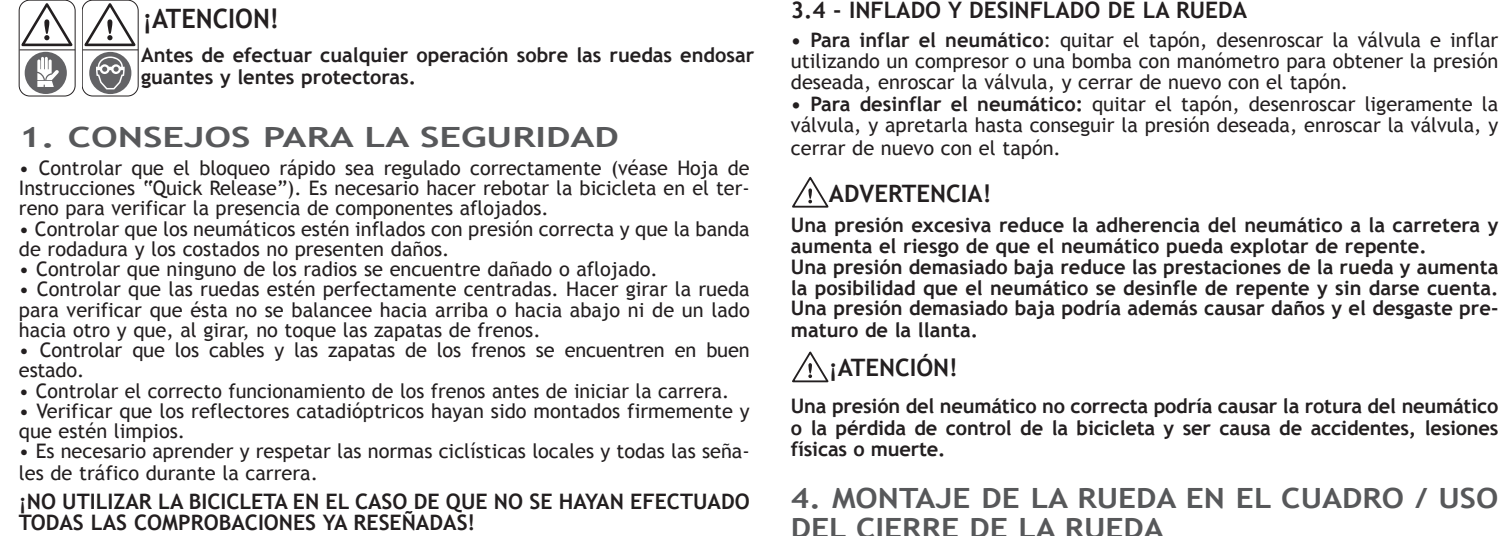 ¡ATENCION!
Antes de efectuar cualquier operación sobre las ruedas endosar
guantes y lentes protectoras.
1. CONSEJOS PARA LA SEGURIDAD
• Controlar que el bloqueo rápido sea regulado correctamente (véase Hoja de
Instrucciones “Quick Release”). Es necesario hacer rebotar la bicicleta en el ter-
reno para verificar la presencia de componentes aflojados.
• Controlar que los neumáticos estén inflados con presión correcta y que la banda
de rodadura y los costados no presenten daños.
• Controlar que ninguno de los radios se encuentre dañado o aflojado.
• Controlar que las ruedas estén perfectamente centradas. Hacer girar la rueda
para verificar que ésta no se balancee hacia arriba o hacia abajo ni de un lado
hacia otro y que, al girar, no toque las zapatas de frenos.
• Controlar que los cables y las zapatas de los frenos se encuentren en buen
estado.
• Controlar el correcto funcionamiento de los frenos antes de iniciar la carrera.
• Verificar que los reflectores catadióptricos hayan sido montados firmemente y
que estén limpios.
• Es necesario aprender y respetar las normas ciclísticas locales y todas las seña-
les de tráfico durante la carrera.
¡NO UTILIZAR LA BICICLETA EN EL CASO DE QUE NO SE HAYAN EFECTUADO
TODAS LAS COMPROBACIONES YA RESEÑADAS!
3.4 - INFLADO Y DESINFLADO DE LA RUEDA
• Para inflar el neumático: quitar el tapón, desenroscar la válvula e inflar
utilizando un compresor o una bomba con manómetro para obtener la presión
deseada, enroscar la válvula, y cerrar de nuevo con el tapón.
• Para desinflar el neumático: quitar el tapón, desenroscar ligeramente la
válvula, y apretarla hasta conseguir la presión deseada, enroscar la válvula, y
cerrar de nuevo con el tapón.
ADVERTENCIA!
Una presión excesiva reduce la adherencia del neumático a la carretera y
aumenta el riesgo de que el neumático pueda explotar de repente.
Una presión demasiado baja reduce las prestaciones de la rueda y aumenta
la posibilidad que el neumático se desinfle de repente y sin darse cuenta.
Una presión demasiado baja podría además causar daños y el desgaste pre-
maturo de la llanta.
¡ATENCIÓN!
Una presión del neumático no correcta podría causar la rotura del neumático
o la pérdida de control de la bicicleta y ser causa de accidentes, lesiones
físicas o muerte.
4. MONTAJE DE LA RUEDA EN EL CUADRO / USO
DEL CIERRE DE LA RUEDA